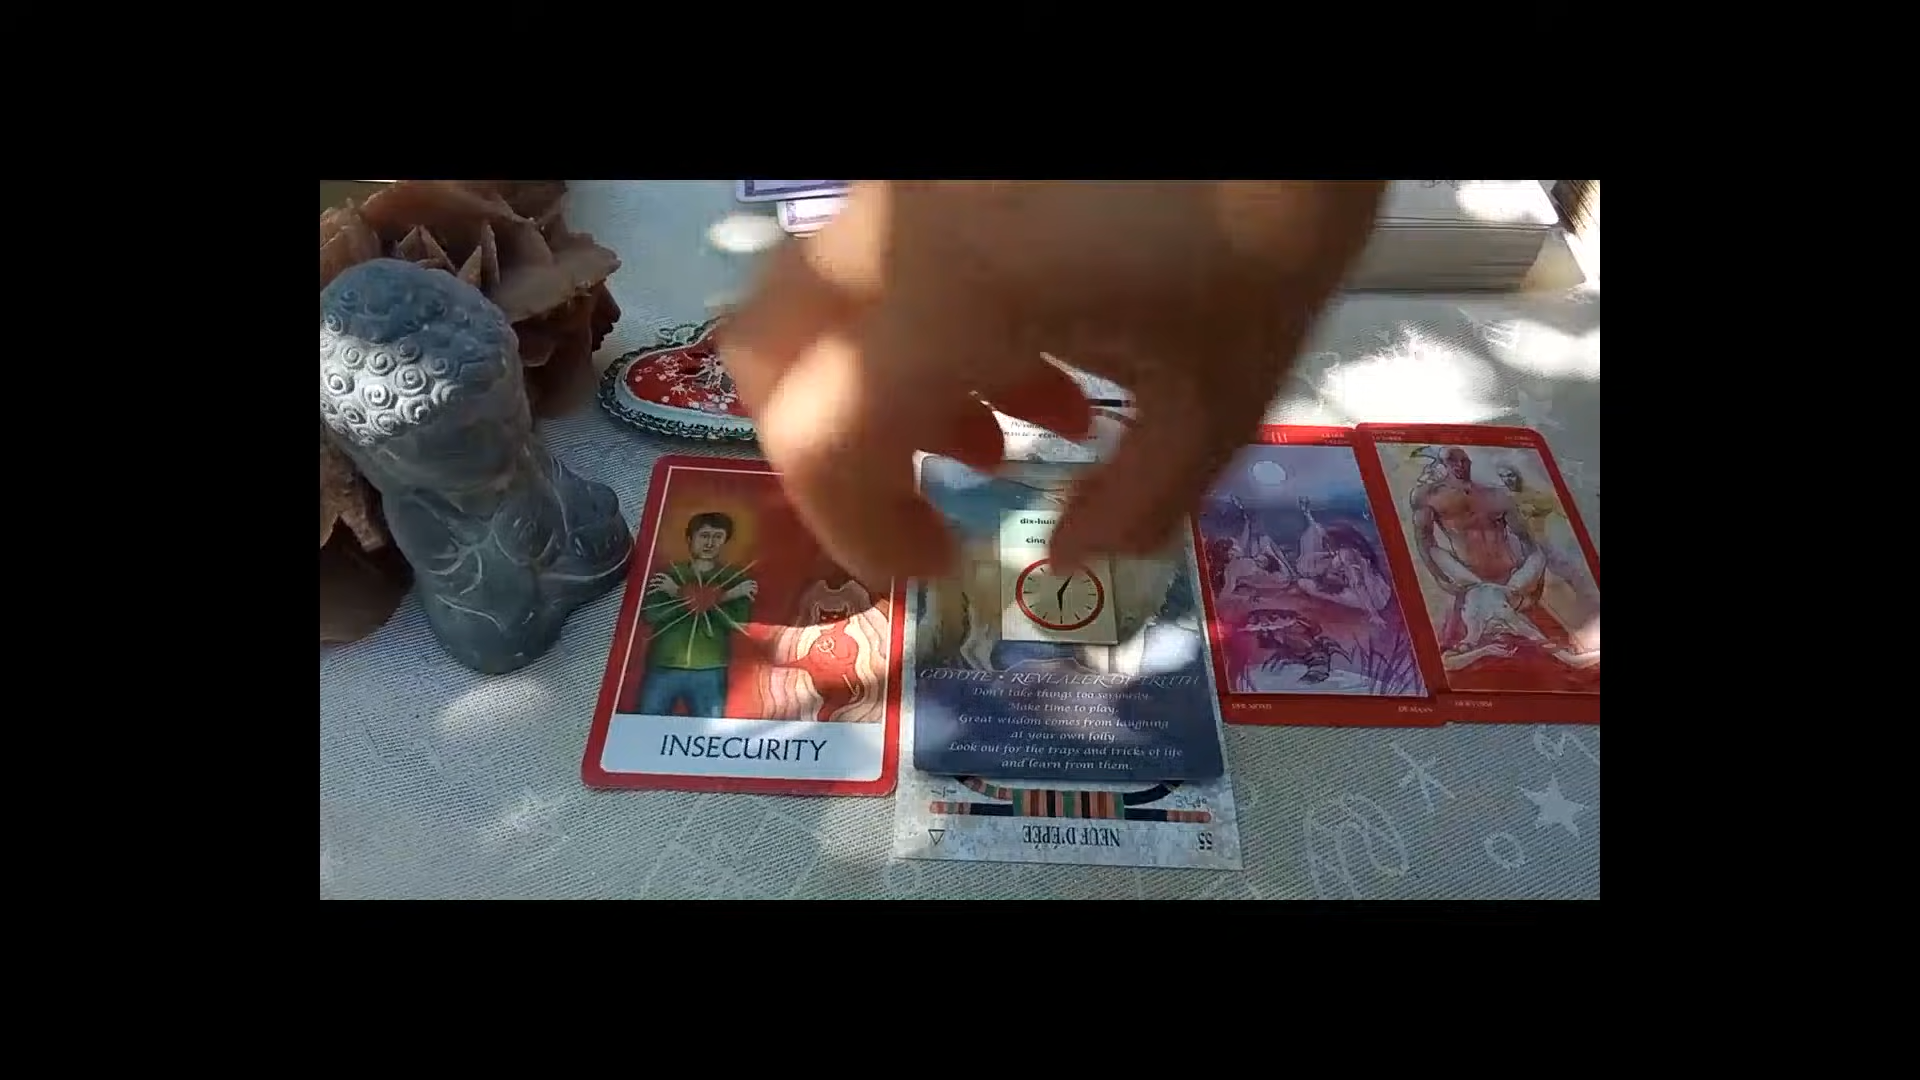 dix-huit
cinq
COYOTE • REVEALER OF TRUTH
Don't take things too seriously.
Make time to play.
Great wisdom comes from laughing
at your own folly.
Look out for the traps and tricks of life
and learn from them.
INSECURITY
NEUF D'ÉPÉE
55